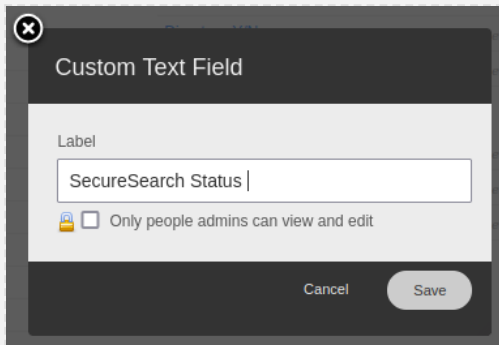 Custom Text Field
Label
SecureSearch Status
Only people admins can view and edit
Cancel
Save